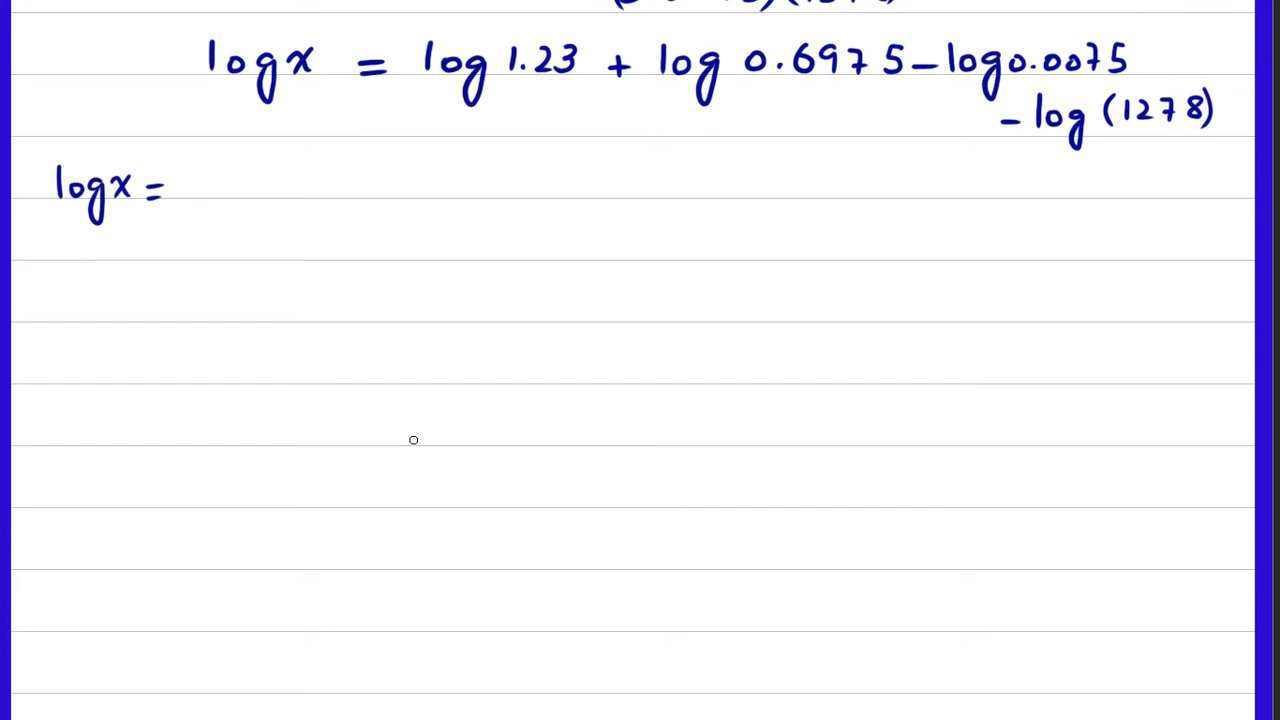 log x = log 1.23 + log 0.6975 - log 0.0075
- log (1278)
log x =